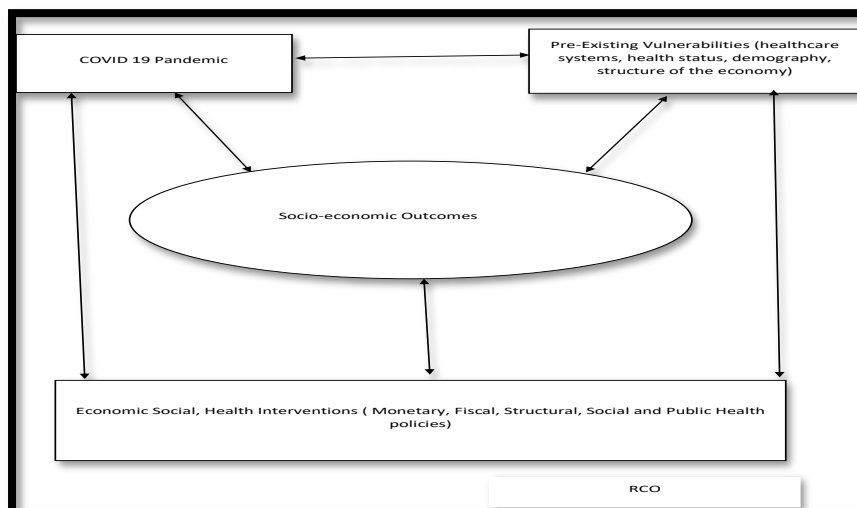 COVID 19 Pandemic
Pre-Existing Vulnerabilities (healthcare
systems, health status, demography,
structure of the economy)
Socio-economic Outcomes
Economic Social, Health Interventions ( Monetary, Fiscal, Structural, Social and Public Health
policies)
RCO